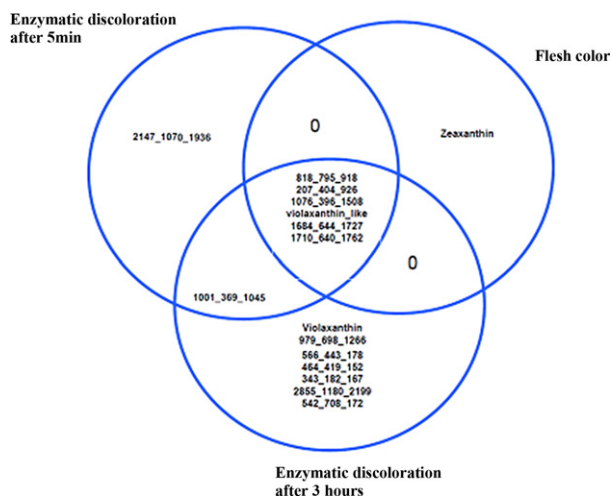 Enzymatic discoloration
after 5min
Flesh color
2147_1070_1936
0
Zeaxanthin
818_795_918
207_404_926
1076_396_1508
violaxanthin_like
1684_644_1727
1710_640_1762
0
1001_369_1045
Violaxanthin
979_698_1266
566_443_178
464_419_152
343_182_167
2855_1180_2199
542_708_172
Enzymatic discoloration
after 3 hours